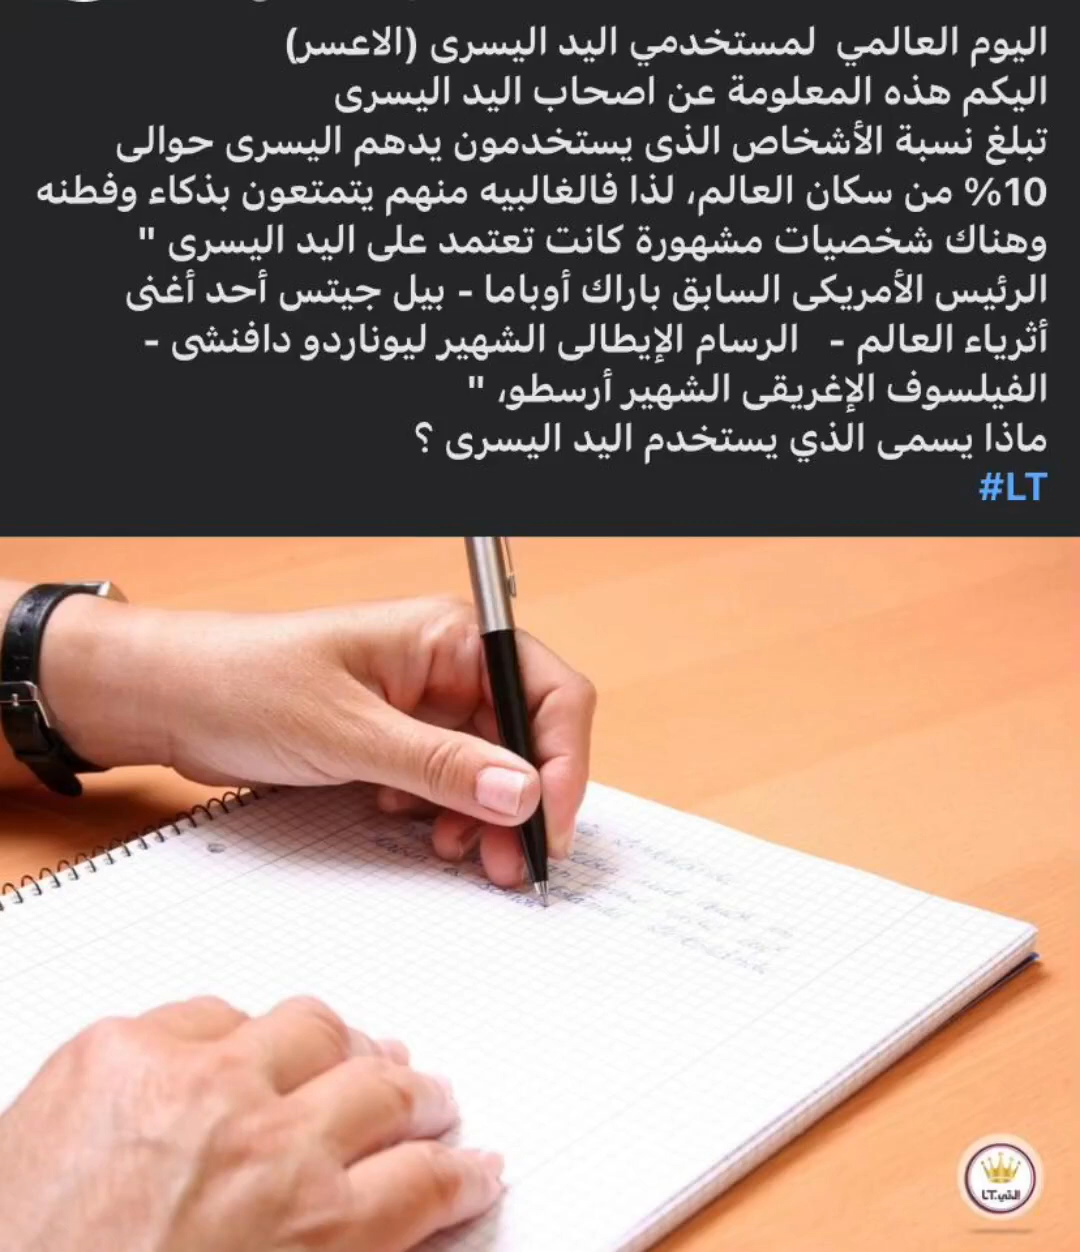 اليوم العالمي لمستخدمي اليد اليسرى (الاعسر)
اليكم هذه المعلومة عن اصحاب اليد اليسرى
تبلغ نسبة الأشخاص الذى يستخدمون يدهم اليسرى حوالى
10% من سكان العالم، لذا فالغالبيه منهم يتمتعون بذكاء وفطنه
وهناك شخصيات مشهورة كانت تعتمد على اليد اليسرى "
الرئيس الأمريكى السابق باراك أوباما - بيل جيتس أحد أغنى
أثرياء العالم - الرسام الإيطالى الشهير ليوناردو دافنشى -
الفيلسوف الإغريقى الشهير أرسطو، "
ماذا يسمى الذي يستخدم اليد اليسرى ؟
#LT
التي.LT